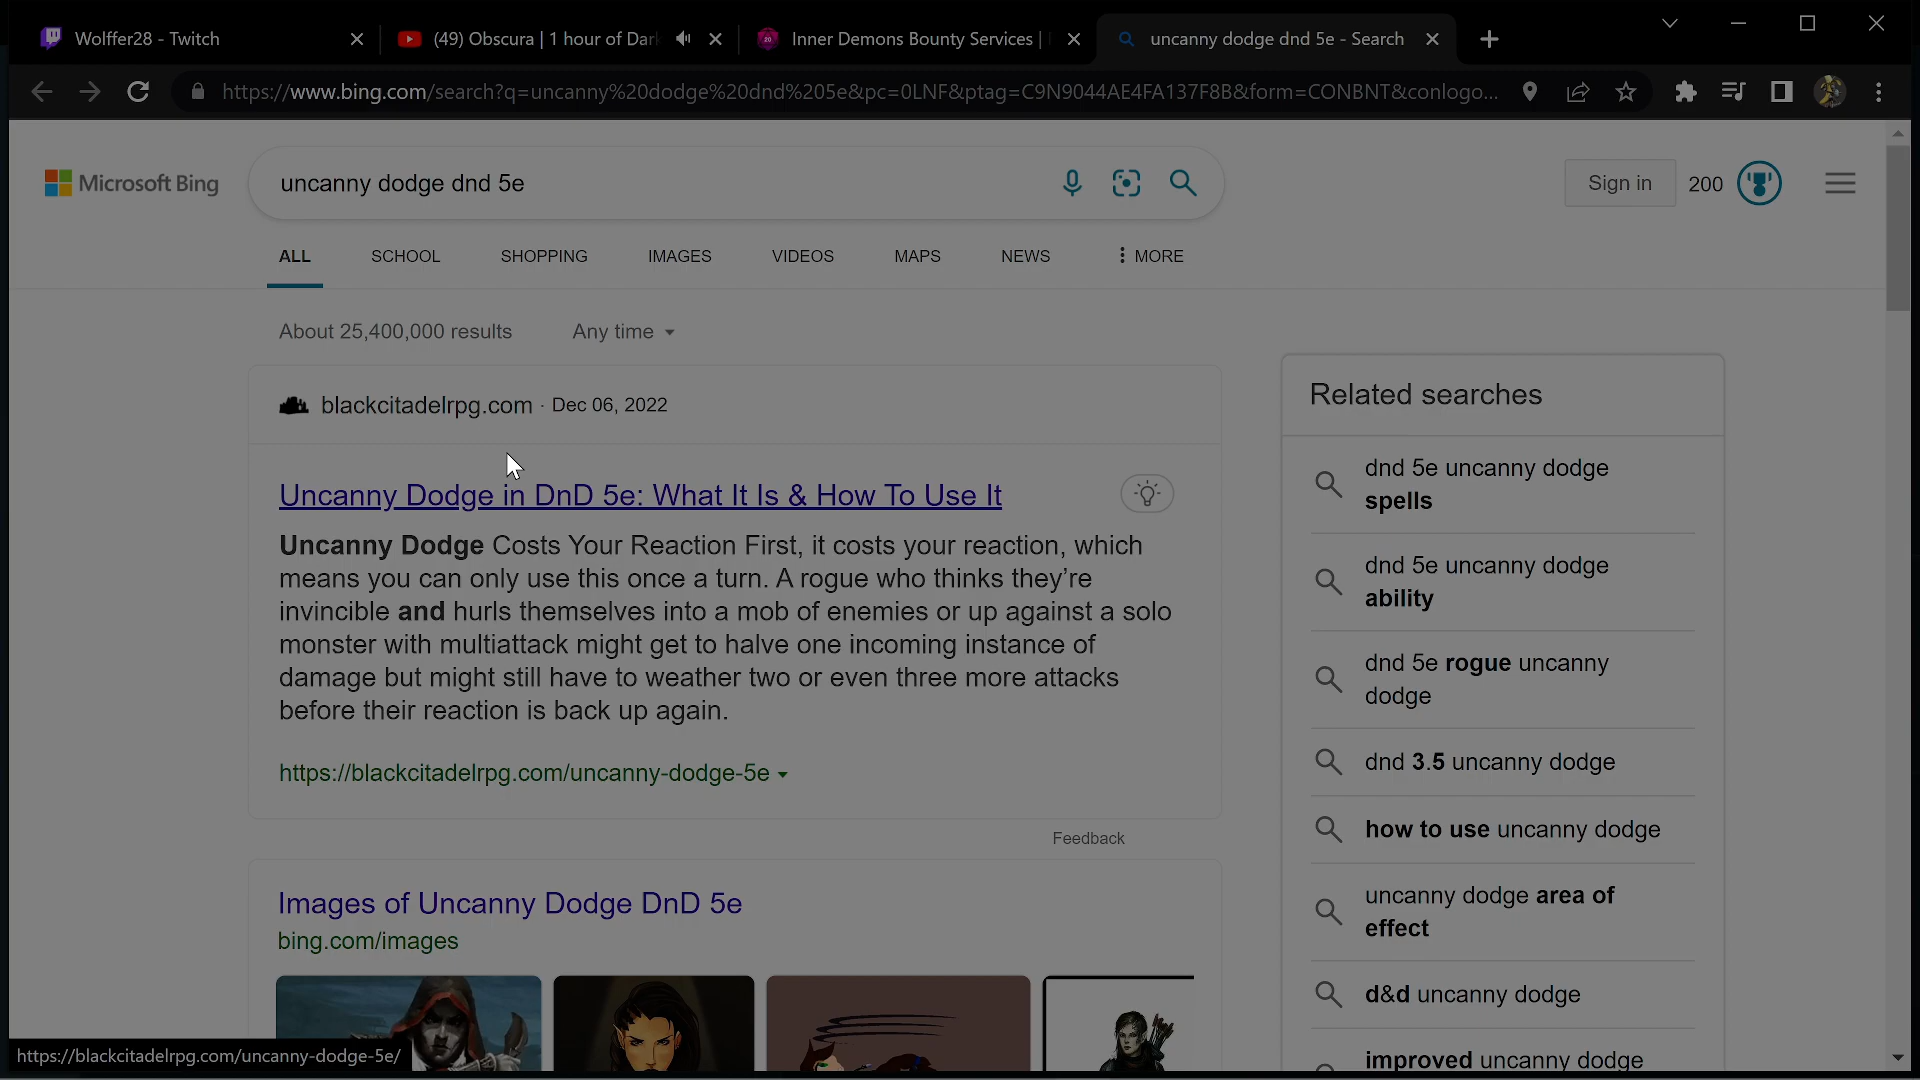 Wolffer28 - Twitch
(49) Obscura | 1 hour of Dark
Inner Demons Bounty Services |
uncanny dodge dnd 5e - Search
https://www.bing.com/search?q=uncanny%20dodge%20dnd%205e&pc=0LNF&ptag=C9N9044AE4FA137F8B&form=CONBNT&conlogo...
Microsoft Bing
uncanny dodge dnd 5e
Sign in
200
ALL
SCHOOL
SHOPPING
IMAGES
VIDEOS
MAPS
NEWS
MORE
About 25,400,000 results
Any time
blackcitadelrpg.com · Dec 06, 2022
Uncanny Dodge in DnD 5e: What It Is & How To Use It
Uncanny Dodge Costs Your Reaction First, it costs your reaction, which
means you can only use this once a turn. A rogue who thinks they’re
invincible and hurls themselves into a mob of enemies or up against a solo
monster with multiattack might get to halve one incoming instance of
damage but might still have to weather two or even three more attacks
before their reaction is back up again.
https://blackcitadelrpg.com/uncanny-dodge-5e
Feedback
Images of Uncanny Dodge DnD 5e
bing.com/images
Related searches
dnd 5e uncanny dodge
spells
dnd 5e uncanny dodge
ability
dnd 5e rogue uncanny
dodge
dnd 3.5 uncanny dodge
how to use uncanny dodge
uncanny dodge area of
effect
d&d uncanny dodge
improved uncanny dodge
https://blackcitadelrpg.com/uncanny-dodge-5e/